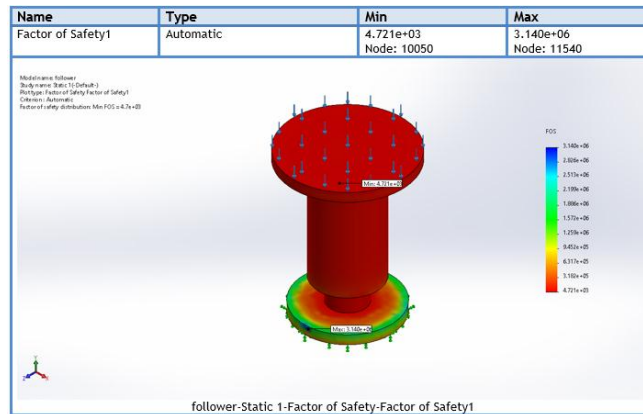 Name Type Min Max
Factor of Safety1 Automatic 4.721e+03 3.140e+06
Node: 10050 Node: 11540
Model name: follower
Study name: Static 1(-Default-)
Plot type: Factor of Safety Factor of Safety1
Criterion : Automatic
Factor of safety distribution: Min FOS = 4.7e+03
FOS
3.140e+06
2.826e+06
2.513e+06
2.199e+06
1.886e+06
1.572e+06
1.259e+06
9.452e+05
6.317e+05
3.182e+05
4.721e+03
Min: 4.721e+03
Max: 3.140e+06
follower-Static 1-Factor of Safety-Factor of Safety1